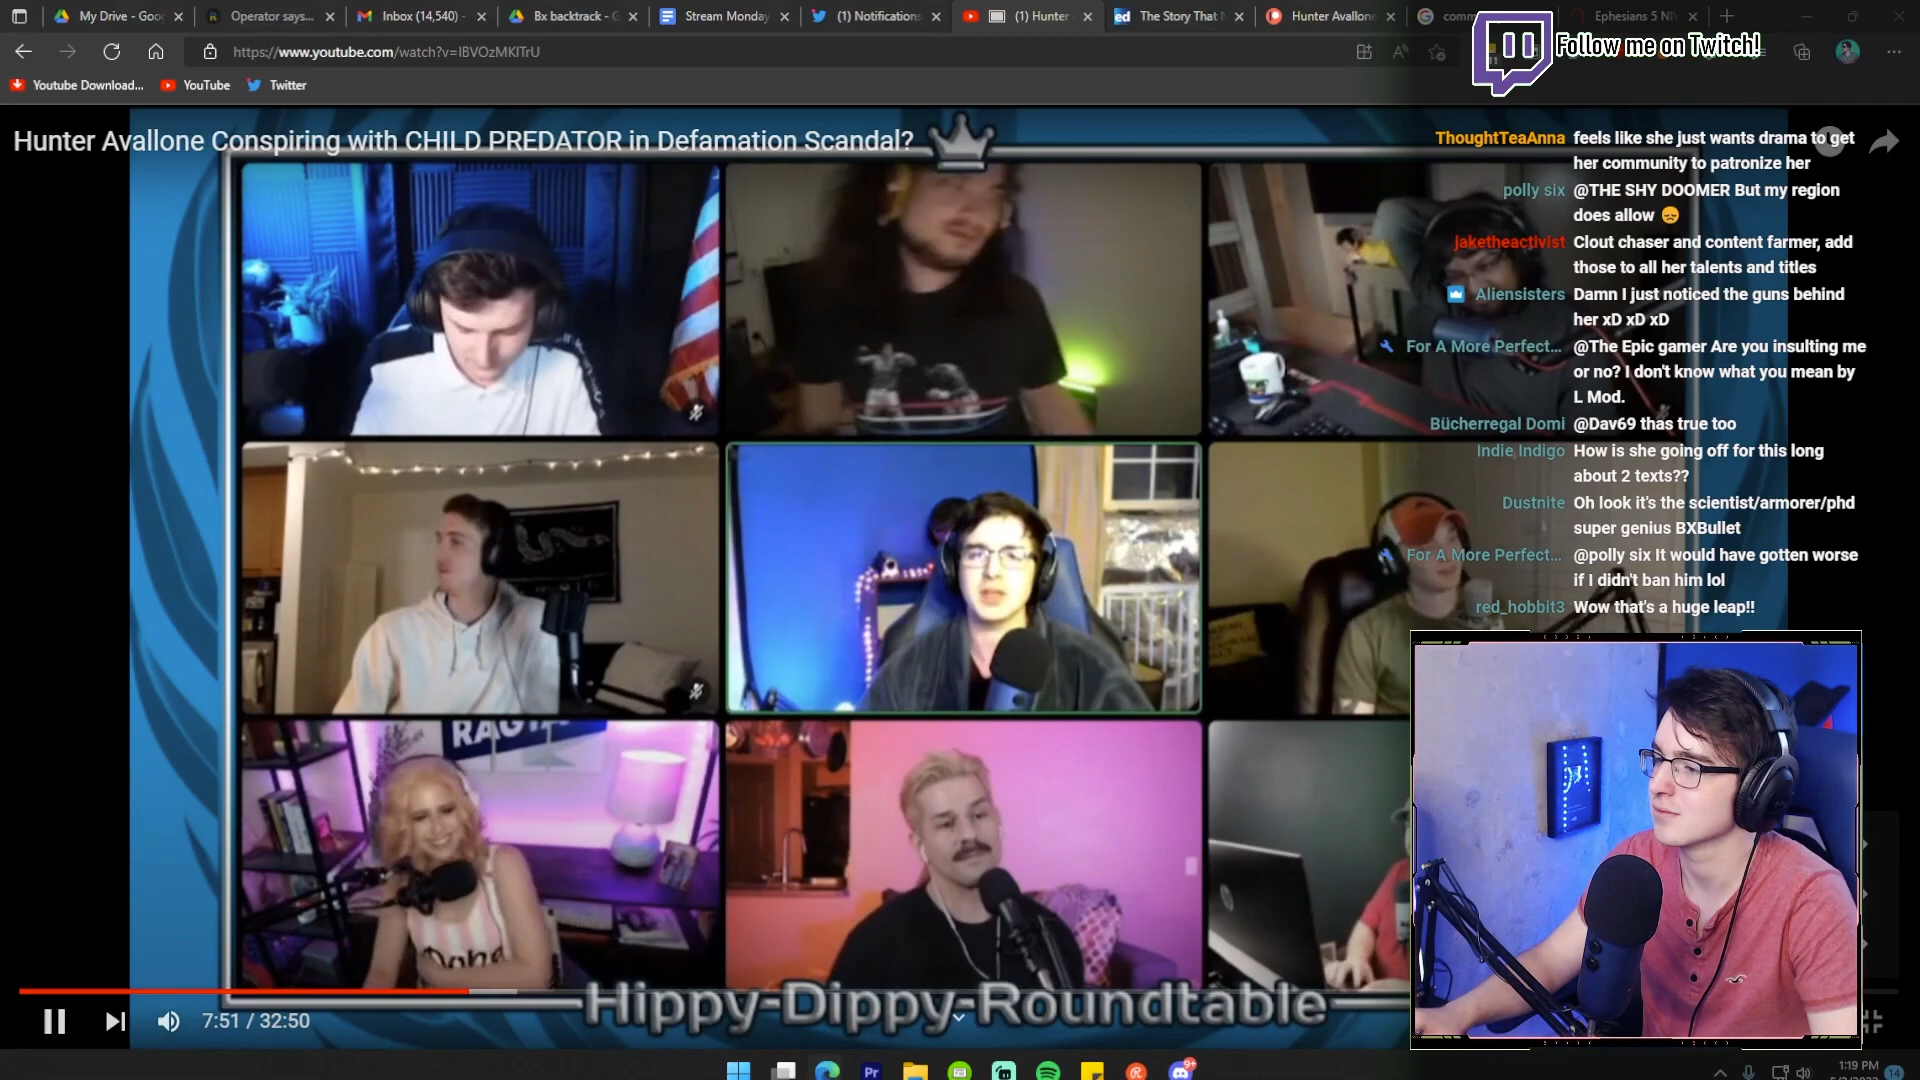 My Drive - Goo
Operator says...
Inbox (14,540) -
Bx backtrack - G
Stream Monday
(1) Notifications
(1) Hunter
The Story That
Hunter Avallone
Ephesians 5 NIV
https://www.youtube.com/watch?v=IBVOzMKlTrU
Follow me on Twitch!
Youtube Download...
YouTube
Twitter
Hunter Avallone Conspiring with CHILD PREDATOR in Defamation Scandal?
ThoughtTeaAnna feels like she just wants drama to get
her community to patronize her
polly six @THE SHY DOOMER But my region
does allow 😞
jaketheactivist Clout chaser and content farmer, add
those to all her talents and titles
Aliensisters Damn I just noticed the guns behind
her xD xD xD
For A More Perfect... @The Epic gamer Are you insulting me
or no? I don't know what you mean by
L Mod.
Bücherregal Domi @Dav69 thas true too
Indie Indigo How is she going off for this long
about 2 texts??
Dustnite Oh look it's the scientist/armorer/phd
super genius BXBullet
For A More Perfect... @polly six It would have gotten worse
if I didn't ban him lol
red_hobbit3 Wow that's a huge leap!!
Hippy-Dippy-Roundtable
7:51 / 32:50
1:19 PM
14